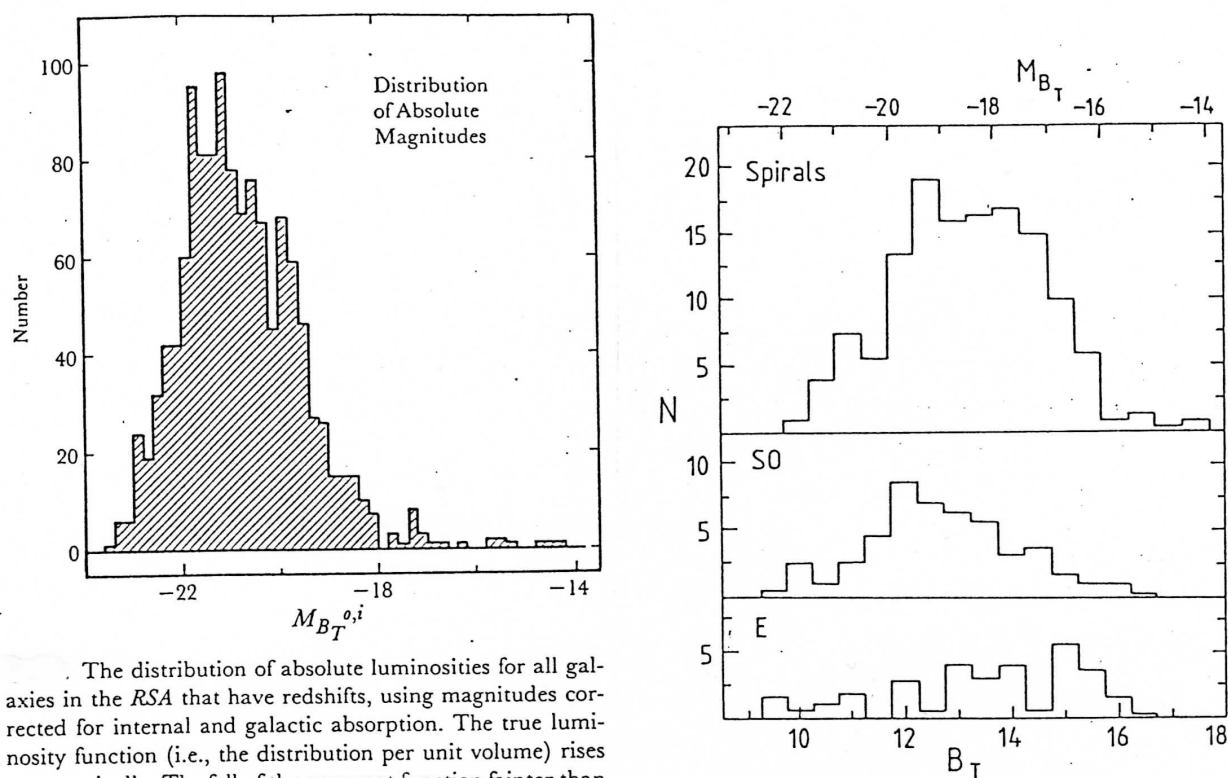 100
80
60
40
20
0
Number
Distribution
of Absolute
Magnitudes
−22
−18
−14
M_{B_T}^{o,i}
. The distribution of absolute luminosities for all gal-
axies in the RSA that have redshifts, using magnitudes cor-
rected for internal and galactic absorption. The true lumi-
nosity function (i.e., the distribution per unit volume) rises
M_{B_T}
−22
−20
−18
−16
−14
Spirals
20
15
10
5
N
SO
10
5
E
5
10
12
14
16
18
B_T